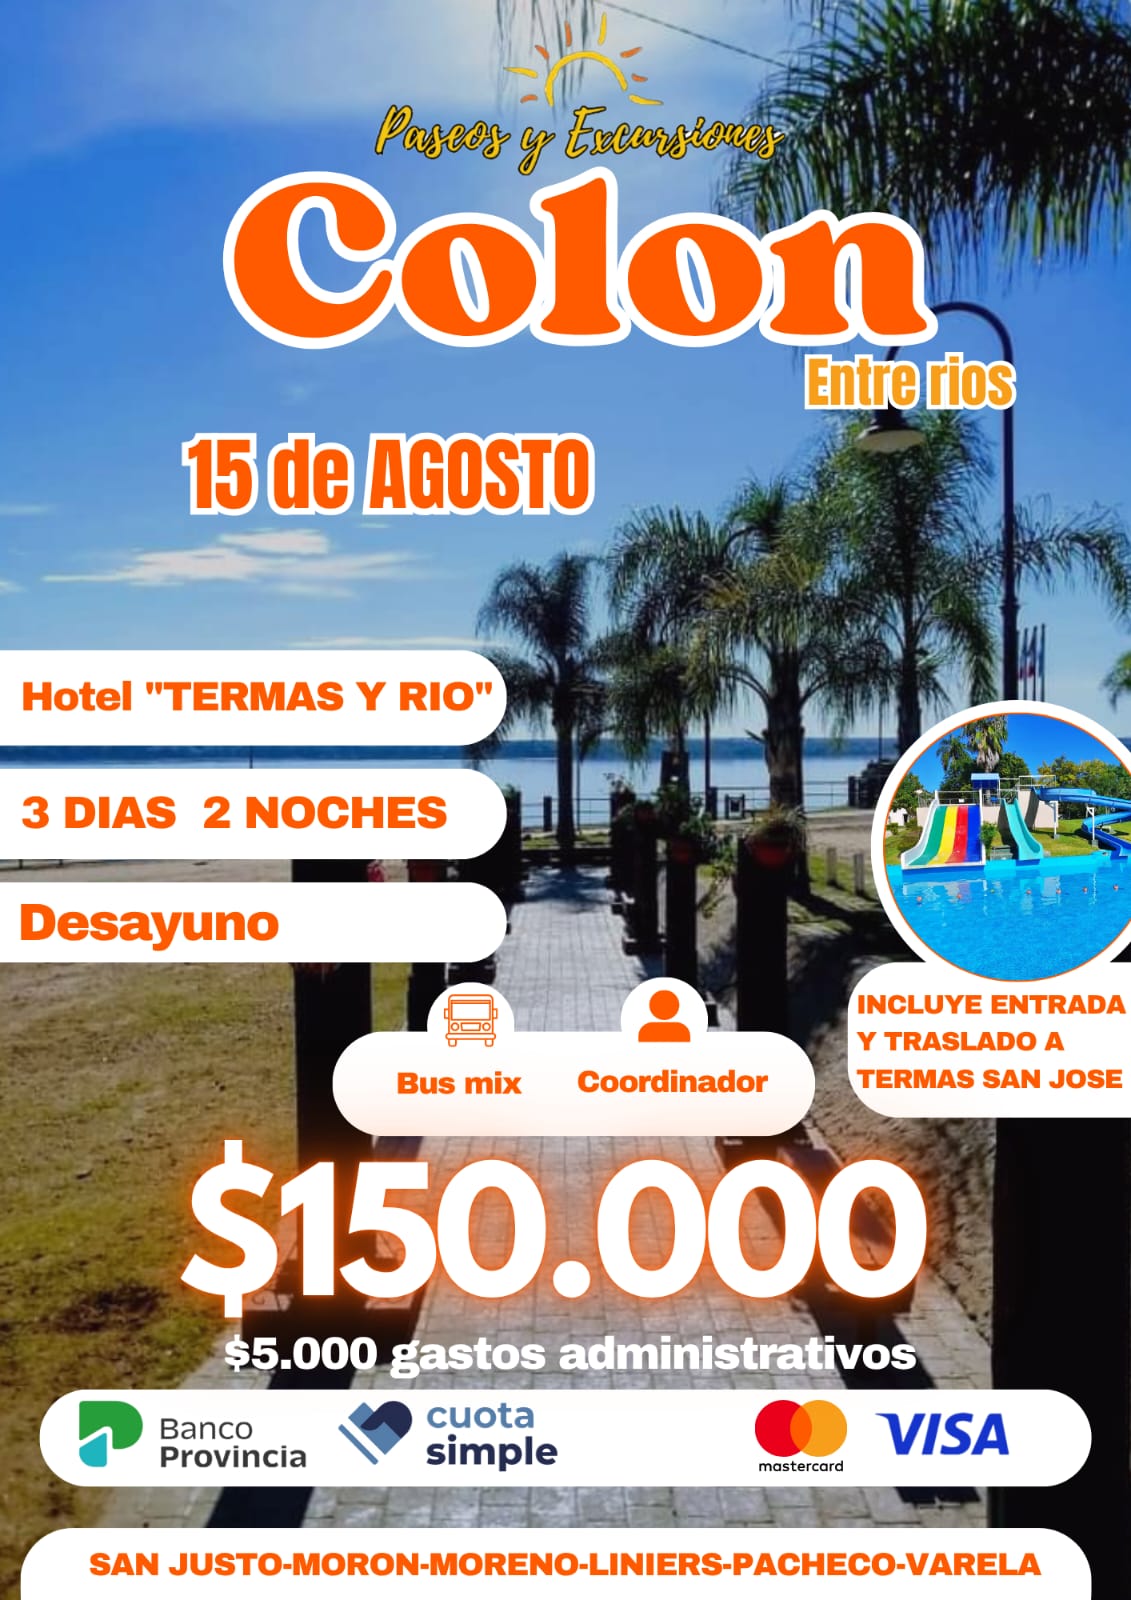 Paseos y Excursiones
Colon
Entre rios
15 de AGOSTO
Hotel "TERMAS Y RIO"
3 DIAS 2 NOCHES
Desayuno
INCLUYE ENTRADA
Y TRASLADO A
TERMAS SAN JOSE
Bus mix
Coordinador
$150.000
$5.000 gastos administrativos
Banco
Provincia
cuota
simple
mastercard
VISA
SAN JUSTO-MORON-MORENO-LINIERS-PACHECO-VARELA